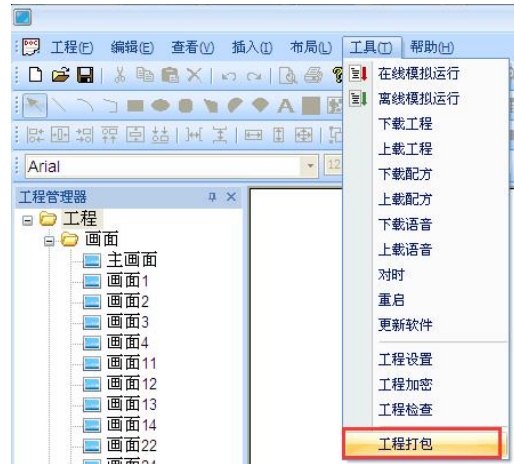 工程(F) 编辑(E) 查看(V) 插入(I) 布局(L) 工具(T) 帮助(H)
Arial
12
工程管理器
工程
画面
主画面
画面1
画面2
画面3
画面4
画面11
画面12
画面13
画面14
画面22
在线模拟运行
离线模拟运行
下载工程
上载工程
下载配方
上载配方
下载语音
上载语音
对时
重启
更新软件
工程设置
工程加密
工程检查
工程打包